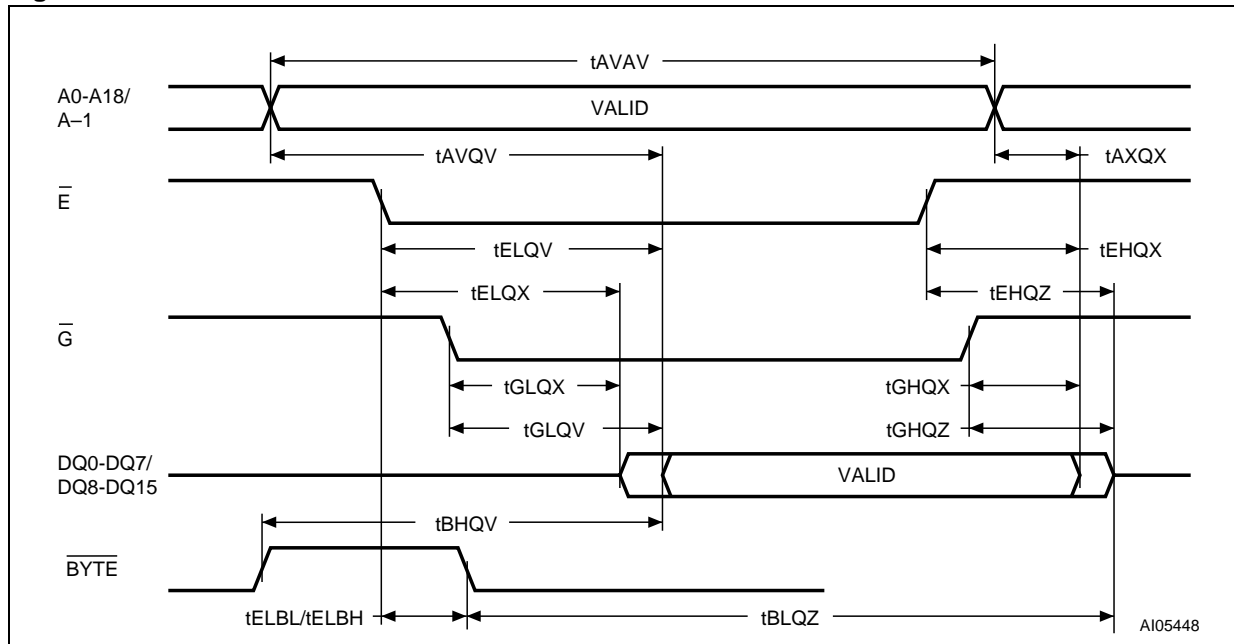 tAVAV
A0-A18/
A–1
VALID
tAVQV
tAXQX
E
tELQV
tEHQX
tELQX
tEHQZ
G
tGLQX
tGHQX
tGLQV
tGHQZ
DQ0-DQ7/
DQ8-DQ15
VALID
tBHQV
BYTE
tELBL/tELBH
tBLQZ
AI05448